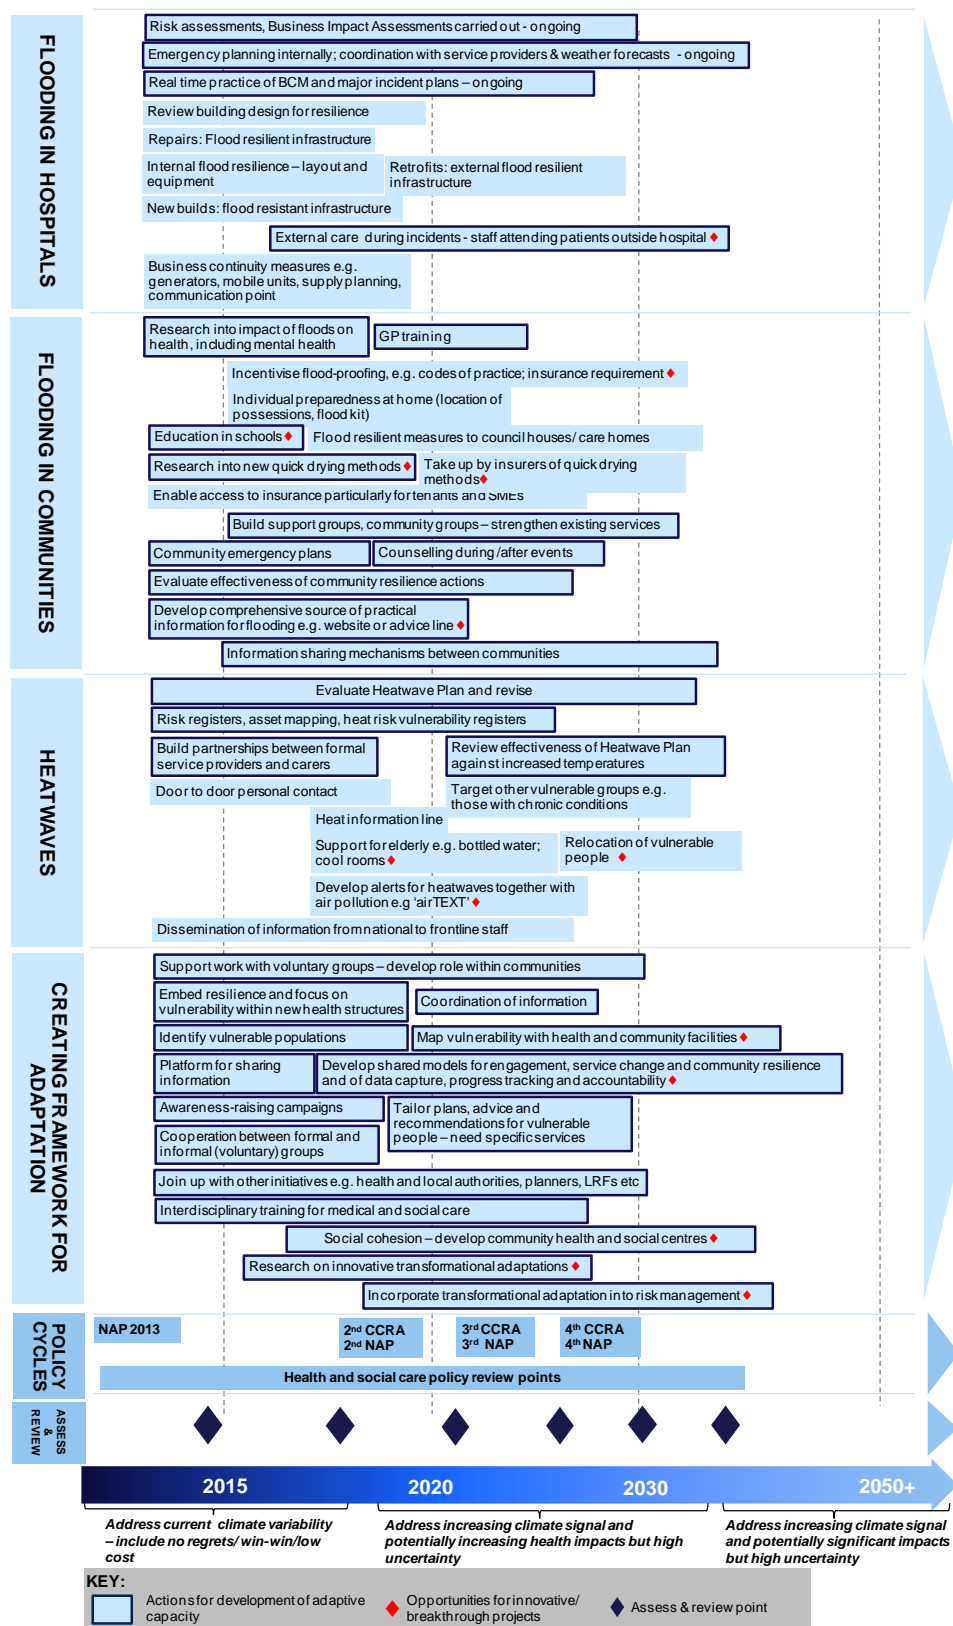 FLOODING IN HOSPITALS
Risk assessments, Business Impact Assessments carried out - ongoing
Emergency planning internally; coordination with service providers & weather forecasts - ongoing
Real time practice of BCM and major incident plans – ongoing
Review building design for resilience
Repairs: Flood resilient infrastructure
Internal flood resilience – layout and
equipment
Retrofits: external flood resilient
infrastructure
New builds: flood resistant infrastructure
External care during incidents - staff attending patients outside hospital
Business continuity measures e.g.
generators, mobile units, supply planning,
communication point
FLOODING IN COMMUNITIES
Research into impact of floods on
health, including mental health
GP training
Incentivise flood-proofing, e.g. codes of practice; insurance requirement
Individual preparedness at home (location of
possessions, flood kit)
Education in schools
Flood resilient measures to council houses/ care homes
Research into new quick drying methods
Take up by insurers of quick drying
methods
Enable access to insurance particularly for tenants and SMEs
Build support groups, community groups – strengthen existing services
Community emergency plans
Counselling during /after events
Evaluate effectiveness of community resilience actions
Develop comprehensive source of practical
information for flooding e.g. website or advice line
Information sharing mechanisms between communities
HEATWAVES
Evaluate Heatwave Plan and revise
Risk registers, asset mapping, heat risk vulnerability registers
Build partnerships between formal
service providers and carers
Review effectiveness of Heatwave Plan
against increased temperatures
Door to door personal contact
Target other vulnerable groups e.g.
those with chronic conditions
Heat information line
Support for elderly e.g. bottled water;
cool rooms
Relocation of vulnerable
people
Develop alerts for heatwaves together with
air pollution e.g 'airTEXT'
Dissemination of information from national to frontline staff
CREATING FRAMEWORK FOR
ADAPTATION
Support work with voluntary groups – develop role within communities
Embed resilience and focus on
vulnerability within new health structures
Coordination of information
Identify vulnerable populations
Map vulnerability with health and community facilities
Platform for sharing
information
Develop shared models for engagement, service change and community resilience
and of data capture, progress tracking and accountability
Awareness-raising campaigns
Tailor plans, advice and
recommendations for vulnerable
people – need specific services
Cooperation between formal and
informal (voluntary) groups
Join up with other initiatives e.g. health and local authorities, planners, LRFs etc
Interdisciplinary training for medical and social care
Social cohesion – develop community health and social centres
Research on innovative transformational adaptations
Incorporate transformational adaptation into risk management
POLICY
CYCLES
NAP 2013
2nd CCRA
2nd NAP
3rd CCRA
3rd NAP
4th CCRA
4th NAP
Health and social care policy review points
ASSESS
&
REVIEW
2015
2020
2030
2050+
Address current climate variability
– include no regrets/ win-win/low
cost
Address increasing climate signal and
potentially increasing health impacts but high
uncertainty
Address increasing climate signal
and potentially significant impacts
but high uncertainty
KEY:
Actions for development of adaptive
capacity
Opportunities for innovative/
breakthrough projects
Assess & review point